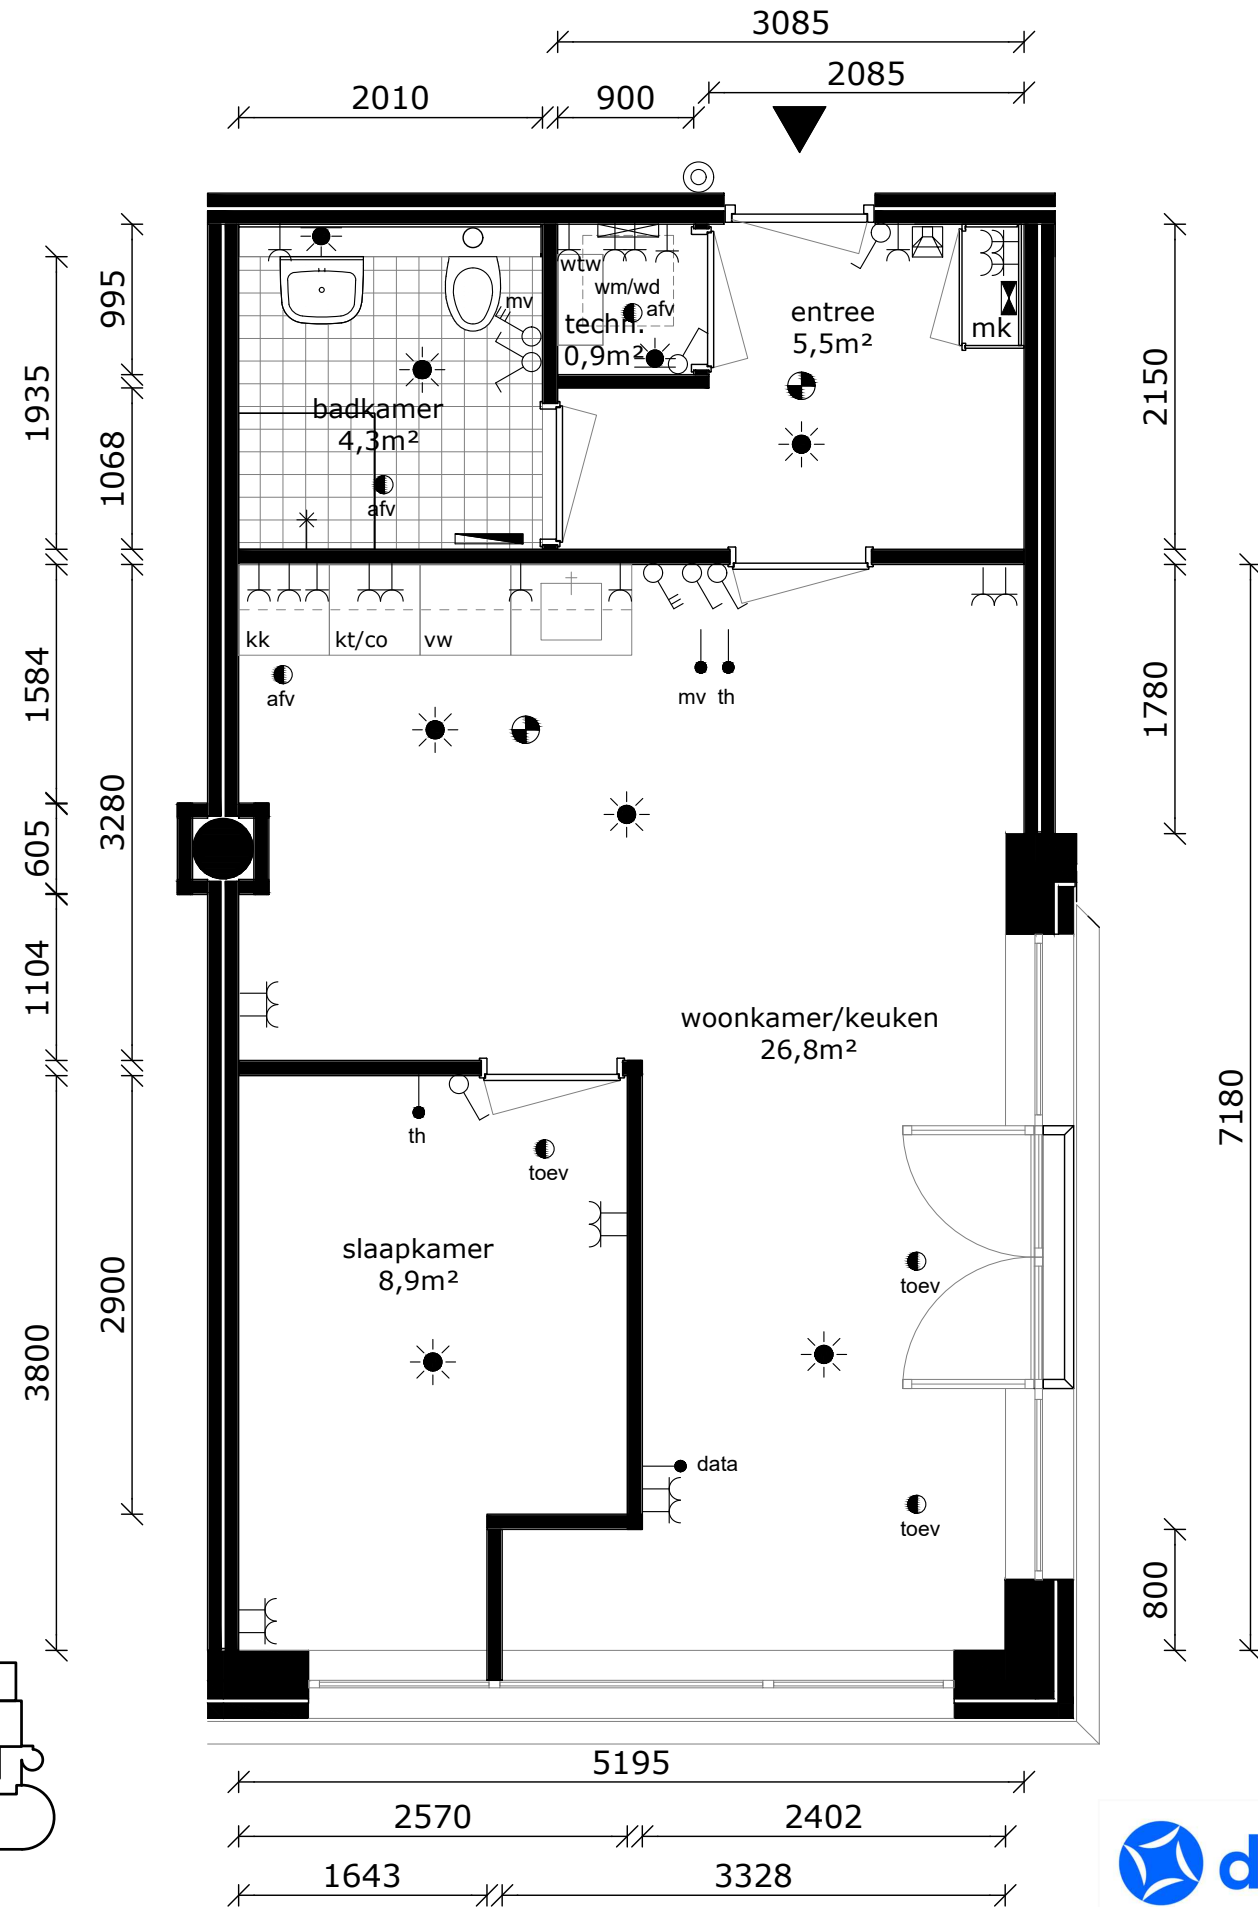 3085
2085
2010
900
995
1935
1068
2150
wtw
wm/wd
mv
afv
techn.
0,9m²
entree
5,5m²
mk
badkamer
4,3m²
afv
kk
kt/co
vw
afv
mv
th
1584
1780
3280
605
1104
woonkamer/keuken
26,8m²
7180
th
toev
slaapkamer
8,9m²
toev
2900
3800
data
toev
800
5195
2570
2402
1643
3328
d